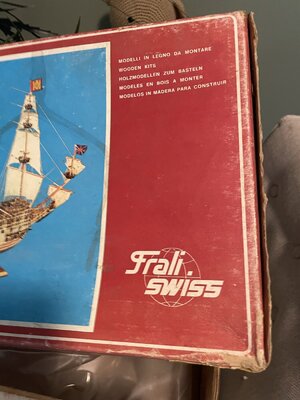 MODELLI IN LEGNO DA MONTARE
WOODEN KITS
HOLZMODELLEN ZUM BASTELN
MODELES EN BOIS A MONTER
MODELOS IN MADERA PARA CONSTRUIR
Frali
SWISS